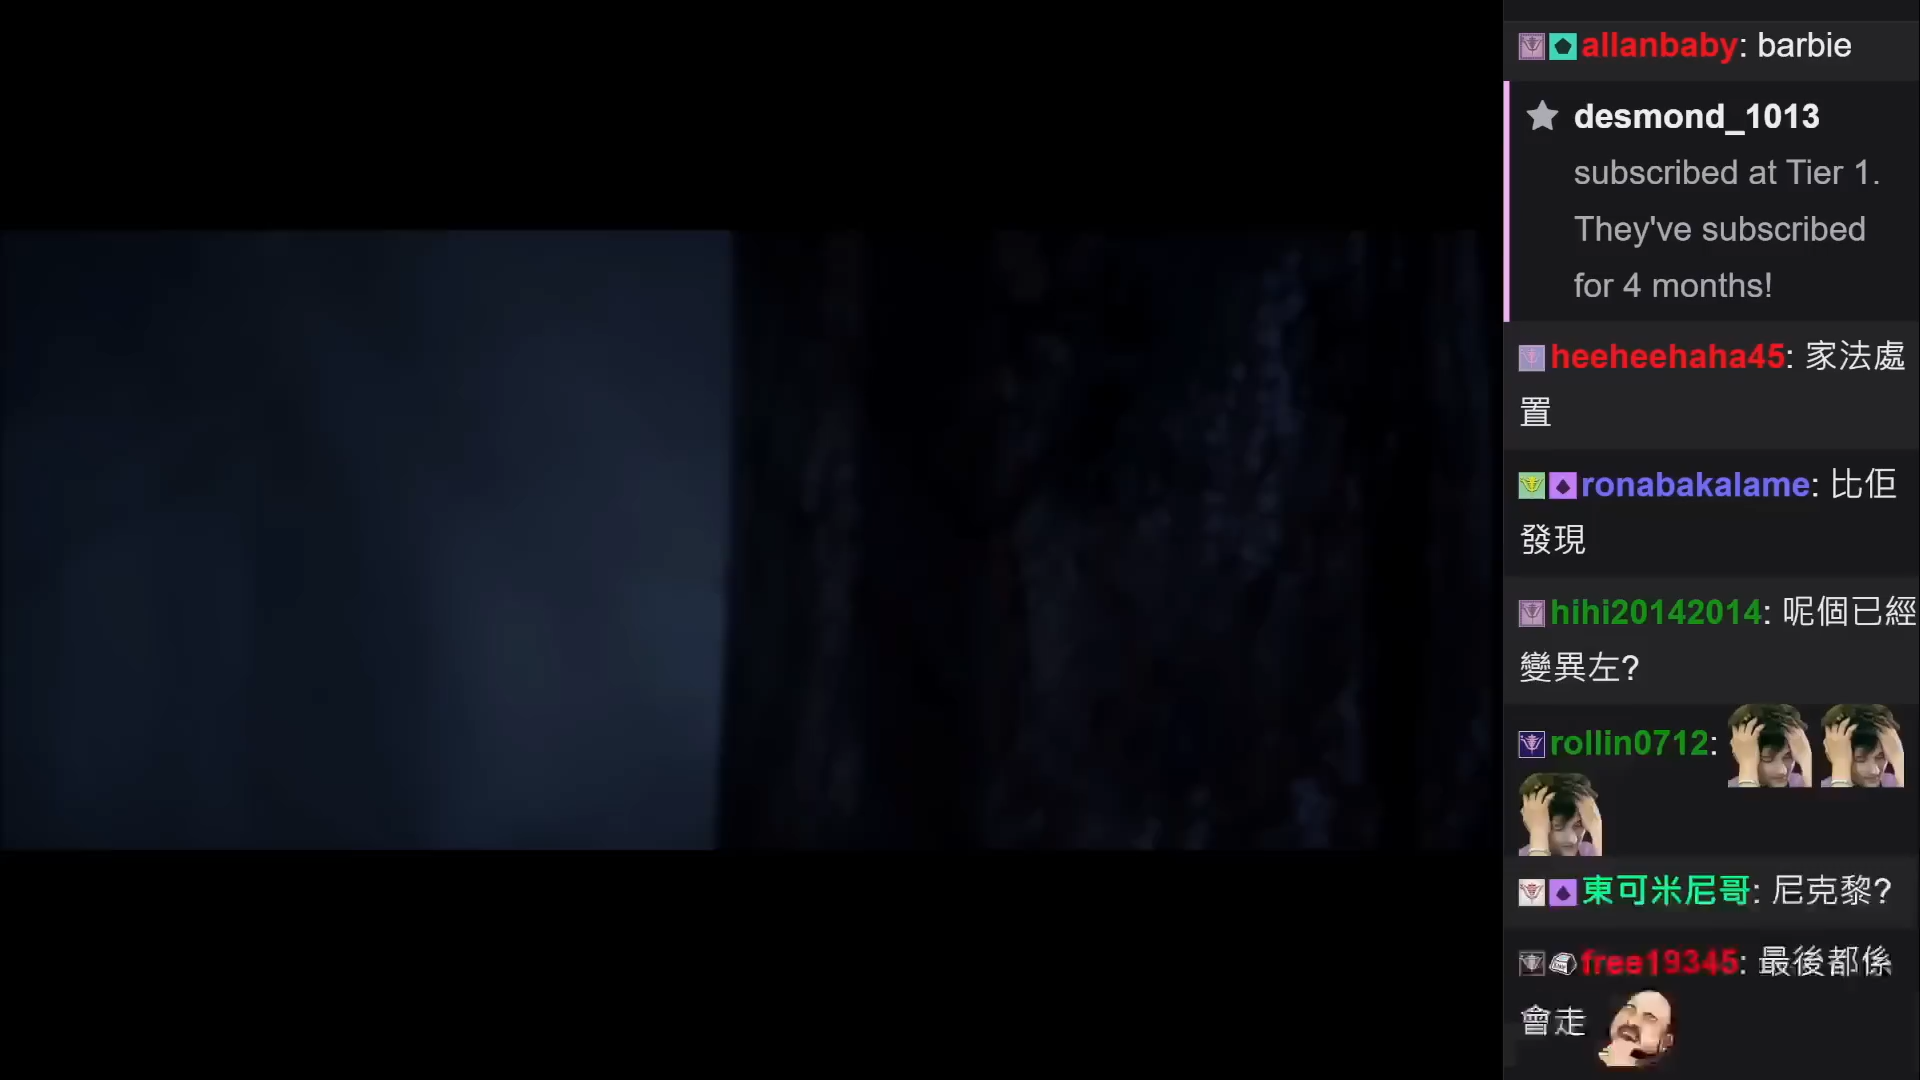 allanbaby: barbie
desmond_1013
subscribed at Tier 1.
They've subscribed
for 4 months!
heeheehaha45: 家法處
置
ronabakalame: 比佢
發現
hihi20142014: 呢個已經
變異左?
rollin0712:
東可米尼哥: 尼克黎?
free19345: 最後都係
會走